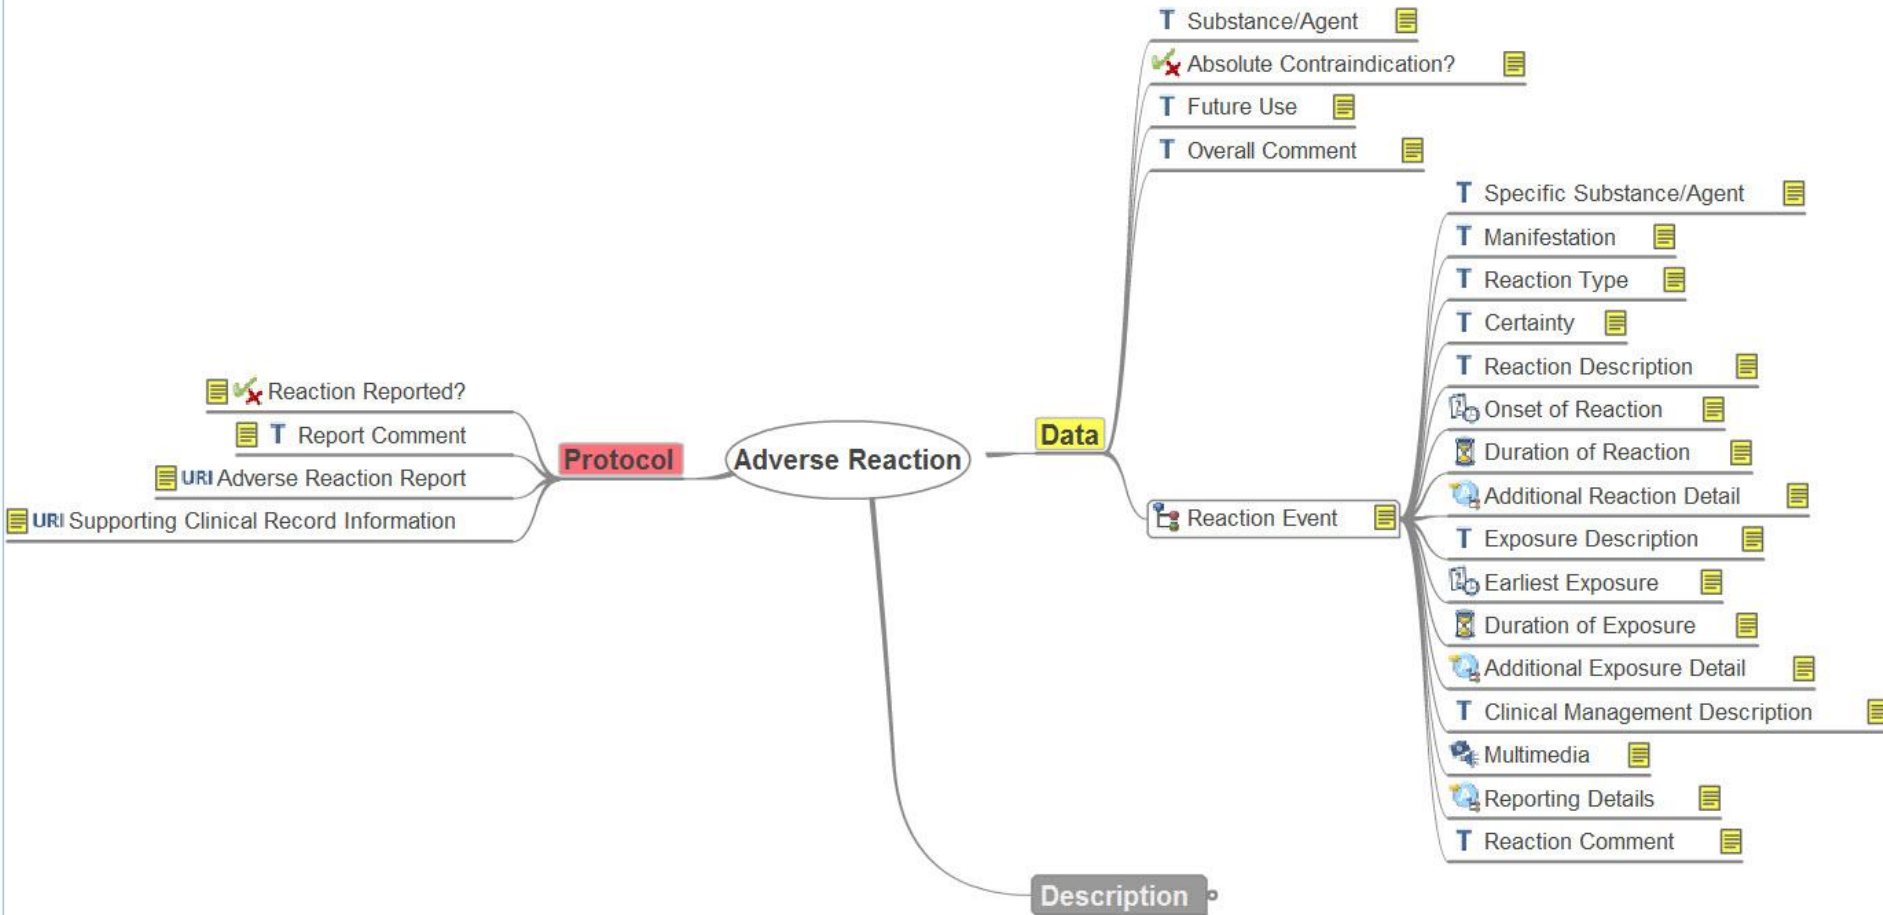 Adverse Reaction
Protocol
Reaction Reported?
T Report Comment
URI Adverse Reaction Report
URI Supporting Clinical Record Information
Data
T Substance/Agent
Absolute Contraindication?
T Future Use
T Overall Comment
Reaction Event
T Specific Substance/Agent
T Manifestation
T Reaction Type
T Certainty
T Reaction Description
Onset of Reaction
Duration of Reaction
Additional Reaction Detail
T Exposure Description
Earliest Exposure
Duration of Exposure
Additional Exposure Detail
T Clinical Management Description
Multimedia
Reporting Details
T Reaction Comment
Description